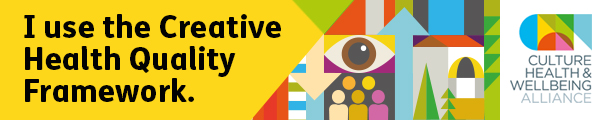 I use the Creative
Health Quality
Framework.
CULTURE
HEALTH &
WELLBEING
ALLIANCE